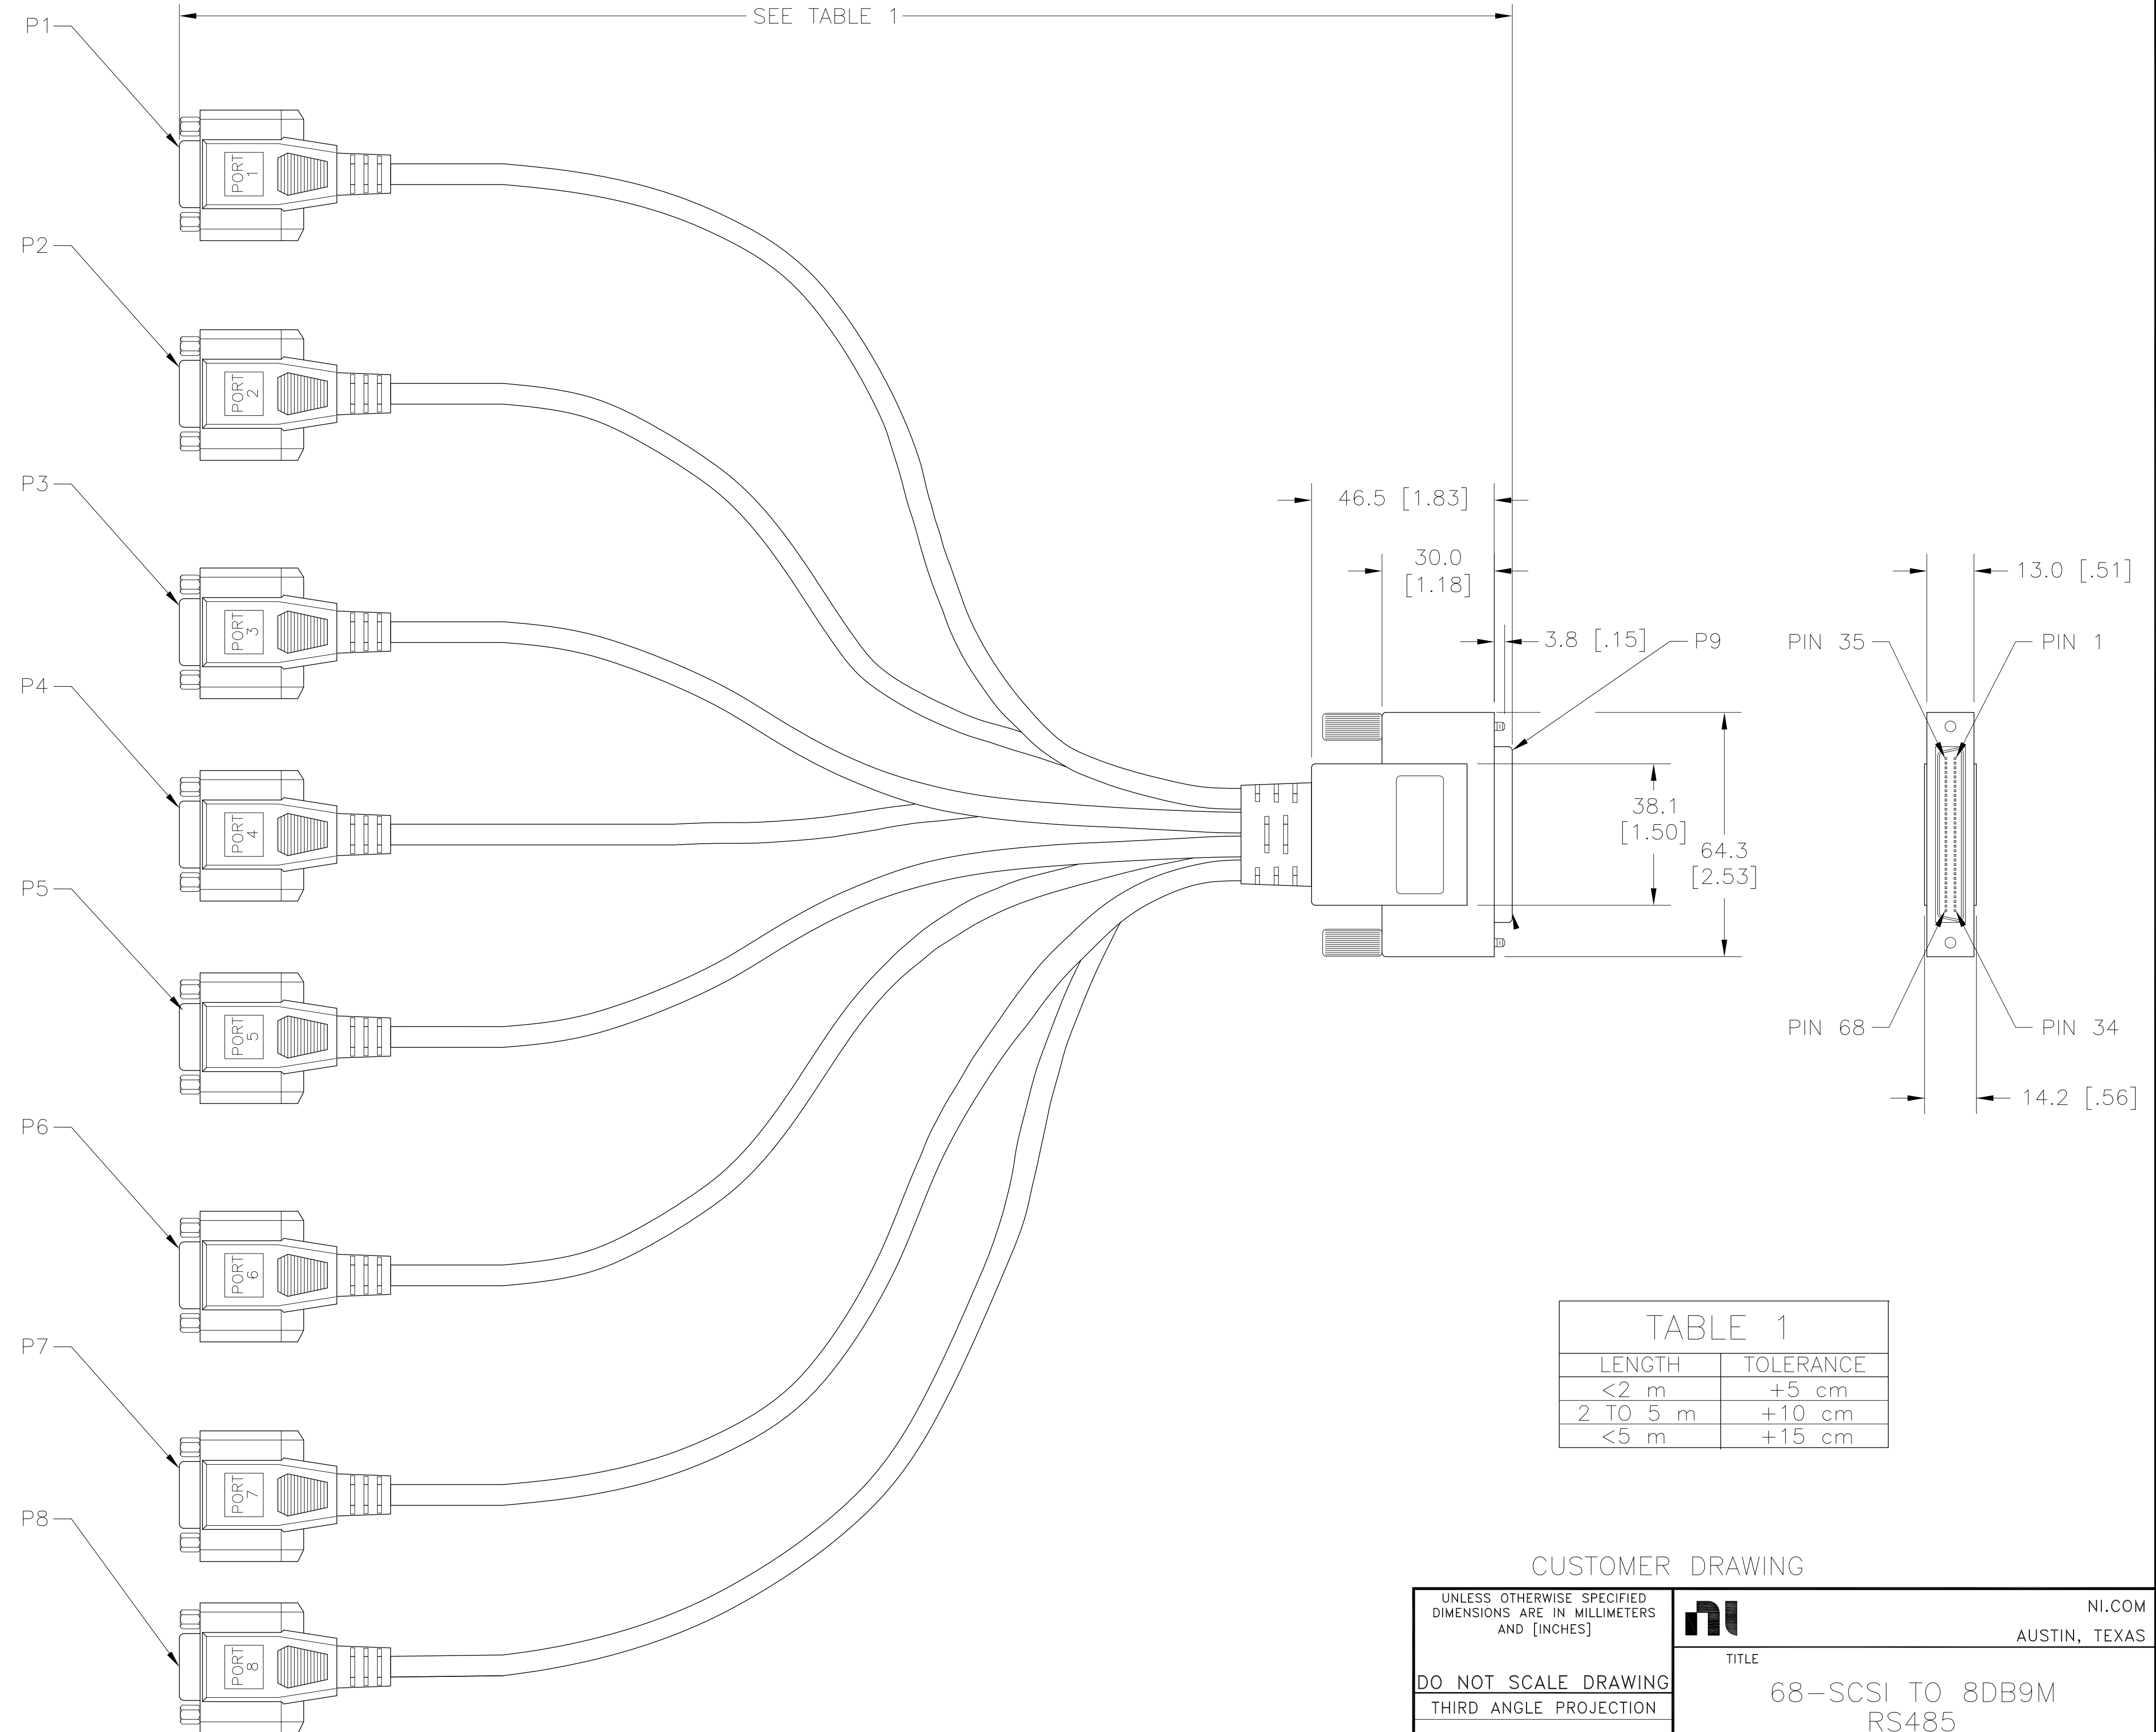 SEE TABLE 1
P1
PORT
1
P2
PORT
2
P3
PORT
3
P4
PORT
4
P5
PORT
5
P6
PORT
6
P7
PORT
7
P8
PORT
8
46.5 [1.83]
30.0
[1.18]
3.8 [.15]
P9
38.1
[1.50]
64.3
[2.53]
13.0 [.51]
PIN 35
PIN 1
PIN 68
PIN 34
14.2 [.56]
TABLE 1
LENGTH TOLERANCE
<2 m +5 cm
2 TO 5 m +10 cm
<5 m +15 cm
CUSTOMER DRAWING
UNLESS OTHERWISE SPECIFIED
DIMENSIONS ARE IN MILLIMETERS
AND [INCHES]
DO NOT SCALE DRAWING
THIRD ANGLE PROJECTION
nı
NI.COM
AUSTIN, TEXAS
TITLE
68-SCSI TO 8DB9M
RS485